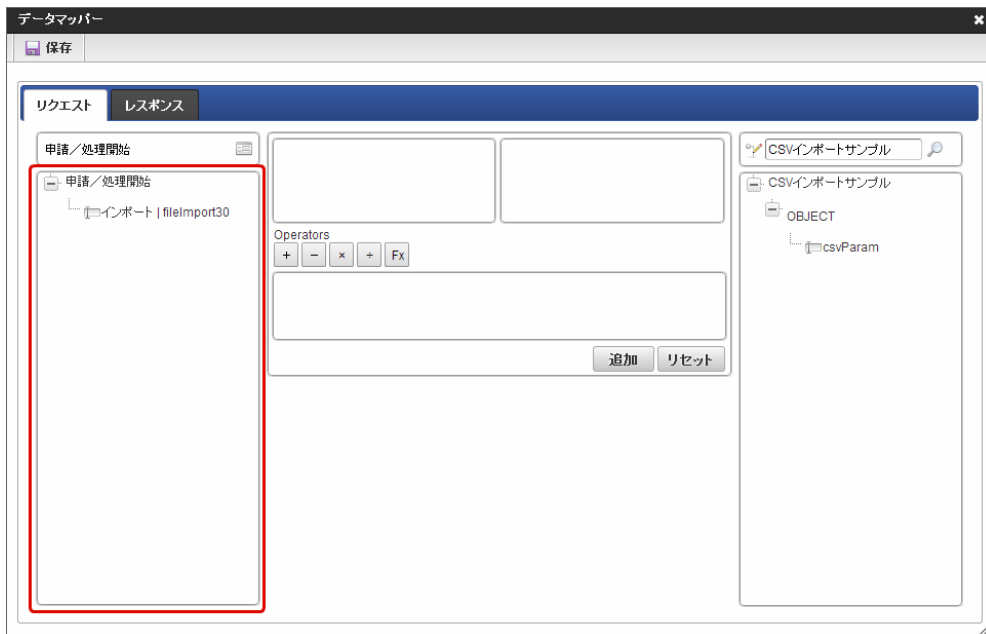 データマッパー
保存
リクエスト レスポンス
申請／処理開始
申請／処理開始
インポート | fileImport30
Operators
+ − × ÷ Fx
追加 リセット
CSVインポートサンプル
CSVインポートサンプル
OBJECT
csvParam